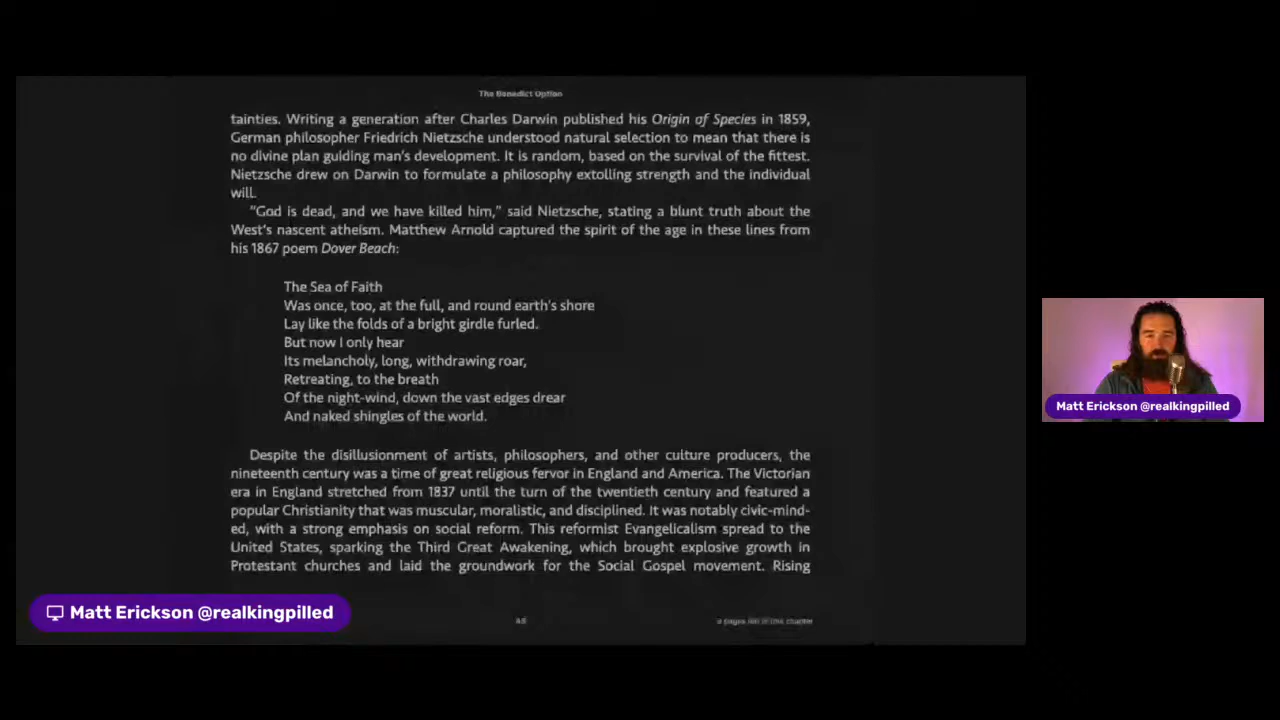 The Benedict Option
tainties. Writing a generation after Charles Darwin published his Origin of Species in 1859,
German philosopher Friedrich Nietzsche understood natural selection to mean that there is
no divine plan guiding man's development. It is random, based on the survival of the fittest.
Nietzsche drew on Darwin to formulate a philosophy extolling strength and the individual
will.
"God is dead, and we have killed him," said Nietzsche, stating a blunt truth about the
West's nascent atheism. Matthew Arnold captured the spirit of the age in these lines from
his 1867 poem Dover Beach:
The Sea of Faith
Was once, too, at the full, and round earth's shore
Lay like the folds of a bright girdle furled.
But now I only hear
Its melancholy, long, withdrawing roar,
Retreating, to the breath
Of the night-wind, down the vast edges drear
And naked shingles of the world.
Despite the disillusionment of artists, philosophers, and other culture producers, the
nineteenth century was a time of great religious fervor in England and America. The Victorian
era in England stretched from 1837 until the turn of the twentieth century and featured a
popular Christianity that was muscular, moralistic, and disciplined. It was notably civic-mind-
ed, with a strong emphasis on social reform. This reformist Evangelicalism spread to the
United States, sparking the Third Great Awakening, which brought explosive growth in
Protestant churches and laid the groundwork for the Social Gospel movement. Rising
pages left in this chapter
Matt Erickson @realkingpilled
Matt Erickson @realkingpilled